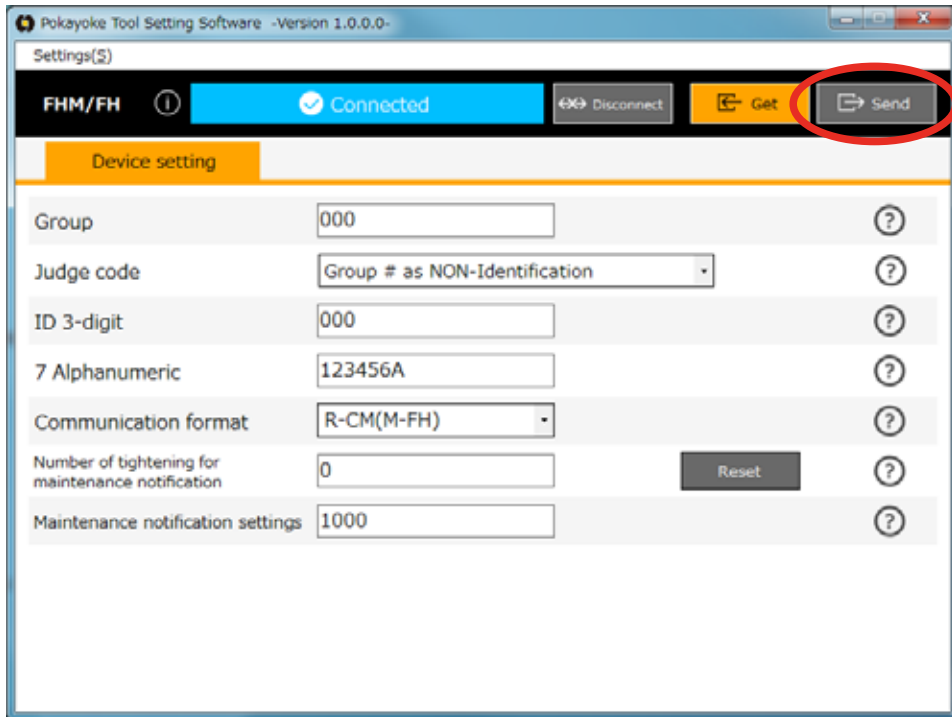 Pokayoke Tool Setting Software -Version 1.0.0.0-
Settings(S)
FHM/FH Connected Disconnect Get Send
Device setting
Group 000 ?
Judge code Group # as NON-Identification ?
ID 3-digit 000 ?
7 Alphanumeric 123456A ?
Communication format R-CM(M-FH) ?
Number of tightening for
maintenance notification 0 Reset ?
Maintenance notification settings 1000 ?